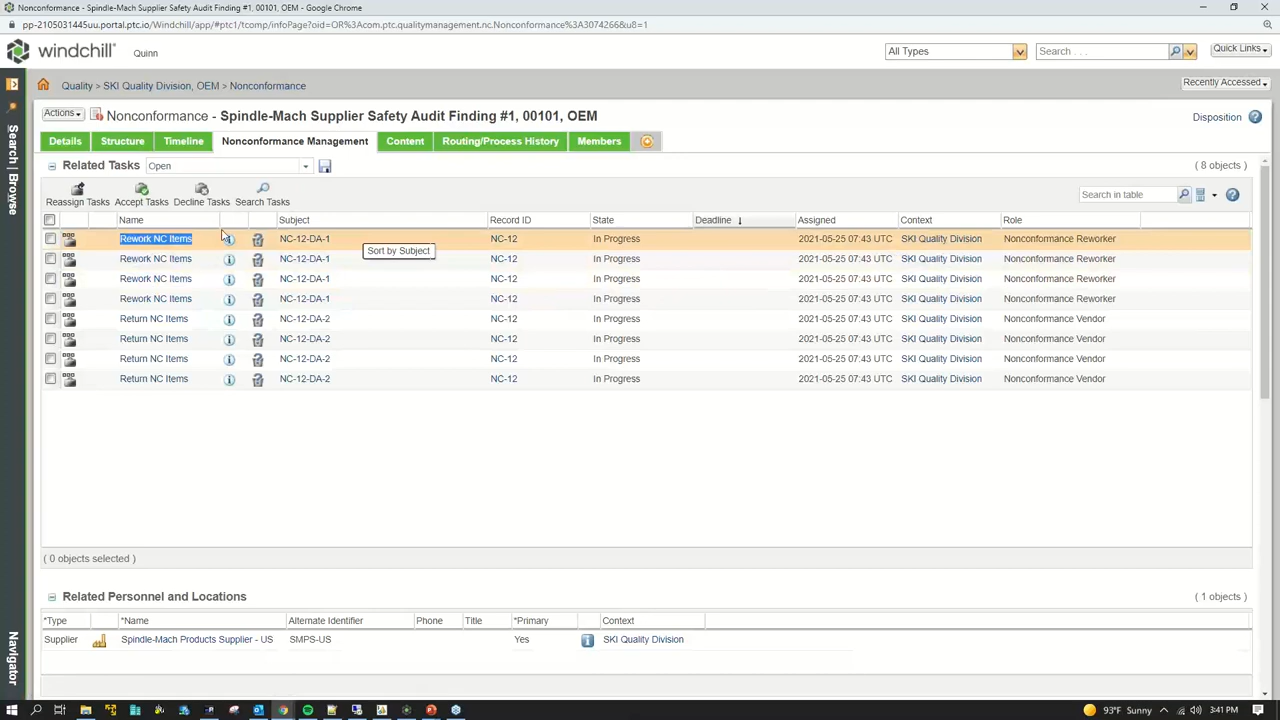 Nonconformance - Spindle-Mach Supplier Safety Audit Finding #1, 00101, OEM - Google Chrome
pp-2105031445uu.portal.ptc.io/Windchill/app/#ptc1/tcomp/infoPage?oid=OR%3Acom.ptc.qualitymanagement.nc.Nonconformance%3A3074266&u8=1
windchill Quinn All Types Search . . . Quick Links
Quality > SKI Quality Division, OEM > Nonconformance Recently Accessed
Actions Nonconformance - Spindle-Mach Supplier Safety Audit Finding #1, 00101, OEM Disposition
Details Structure Timeline Nonconformance Management Content Routing/Process History Members
Search | Browse
Related Tasks Open ( 8 objects )
Reassign Tasks Accept Tasks Decline Tasks Search Tasks Search in table
Name Subject Record ID State Deadline Assigned Context Role
Rework NC Items NC-12-DA-1 NC-12 In Progress 2021-05-25 07:43 UTC SKI Quality Division Nonconformance Reworker
Sort by Subject
Rework NC Items NC-12-DA-1 NC-12 In Progress 2021-05-25 07:43 UTC SKI Quality Division Nonconformance Reworker
Rework NC Items NC-12-DA-1 NC-12 In Progress 2021-05-25 07:43 UTC SKI Quality Division Nonconformance Reworker
Rework NC Items NC-12-DA-1 NC-12 In Progress 2021-05-25 07:43 UTC SKI Quality Division Nonconformance Reworker
Return NC Items NC-12-DA-2 NC-12 In Progress 2021-05-25 07:43 UTC SKI Quality Division Nonconformance Vendor
Return NC Items NC-12-DA-2 NC-12 In Progress 2021-05-25 07:43 UTC SKI Quality Division Nonconformance Vendor
Return NC Items NC-12-DA-2 NC-12 In Progress 2021-05-25 07:43 UTC SKI Quality Division Nonconformance Vendor
Return NC Items NC-12-DA-2 NC-12 In Progress 2021-05-25 07:43 UTC SKI Quality Division Nonconformance Vendor
( 0 objects selected )
Related Personnel and Locations ( 1 objects )
*Type *Name Alternate Identifier Phone Title *Primary Context
Supplier Spindle-Mach Products Supplier - US SMPS-US Yes SKI Quality Division
Navigator
93°F Sunny 3:41 PM